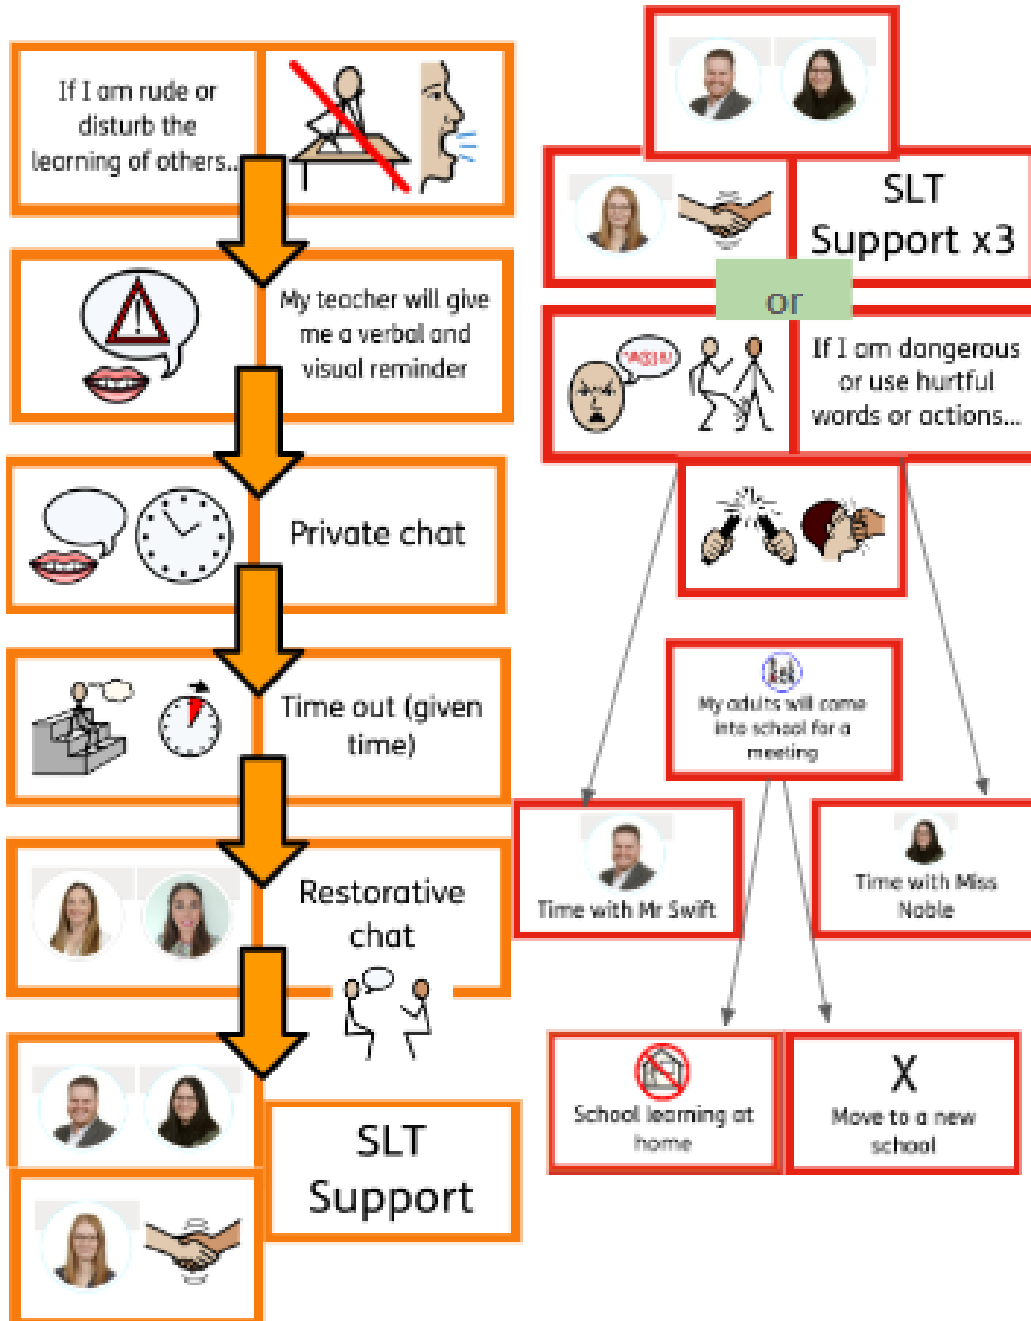 If I am rude or
disturb the
learning of others..
My teacher will give
me a verbal and
visual reminder
Private chat
Time out (given
time)
Restorative
chat
SLT
Support
SLT
Support x3
or
If I am dangerous
or use hurtful
words or actions...
My adults will come
into school for a
meeting
Time with Mr Swift
Time with Miss
Noble
School learning at
home
X
Move to a new
school